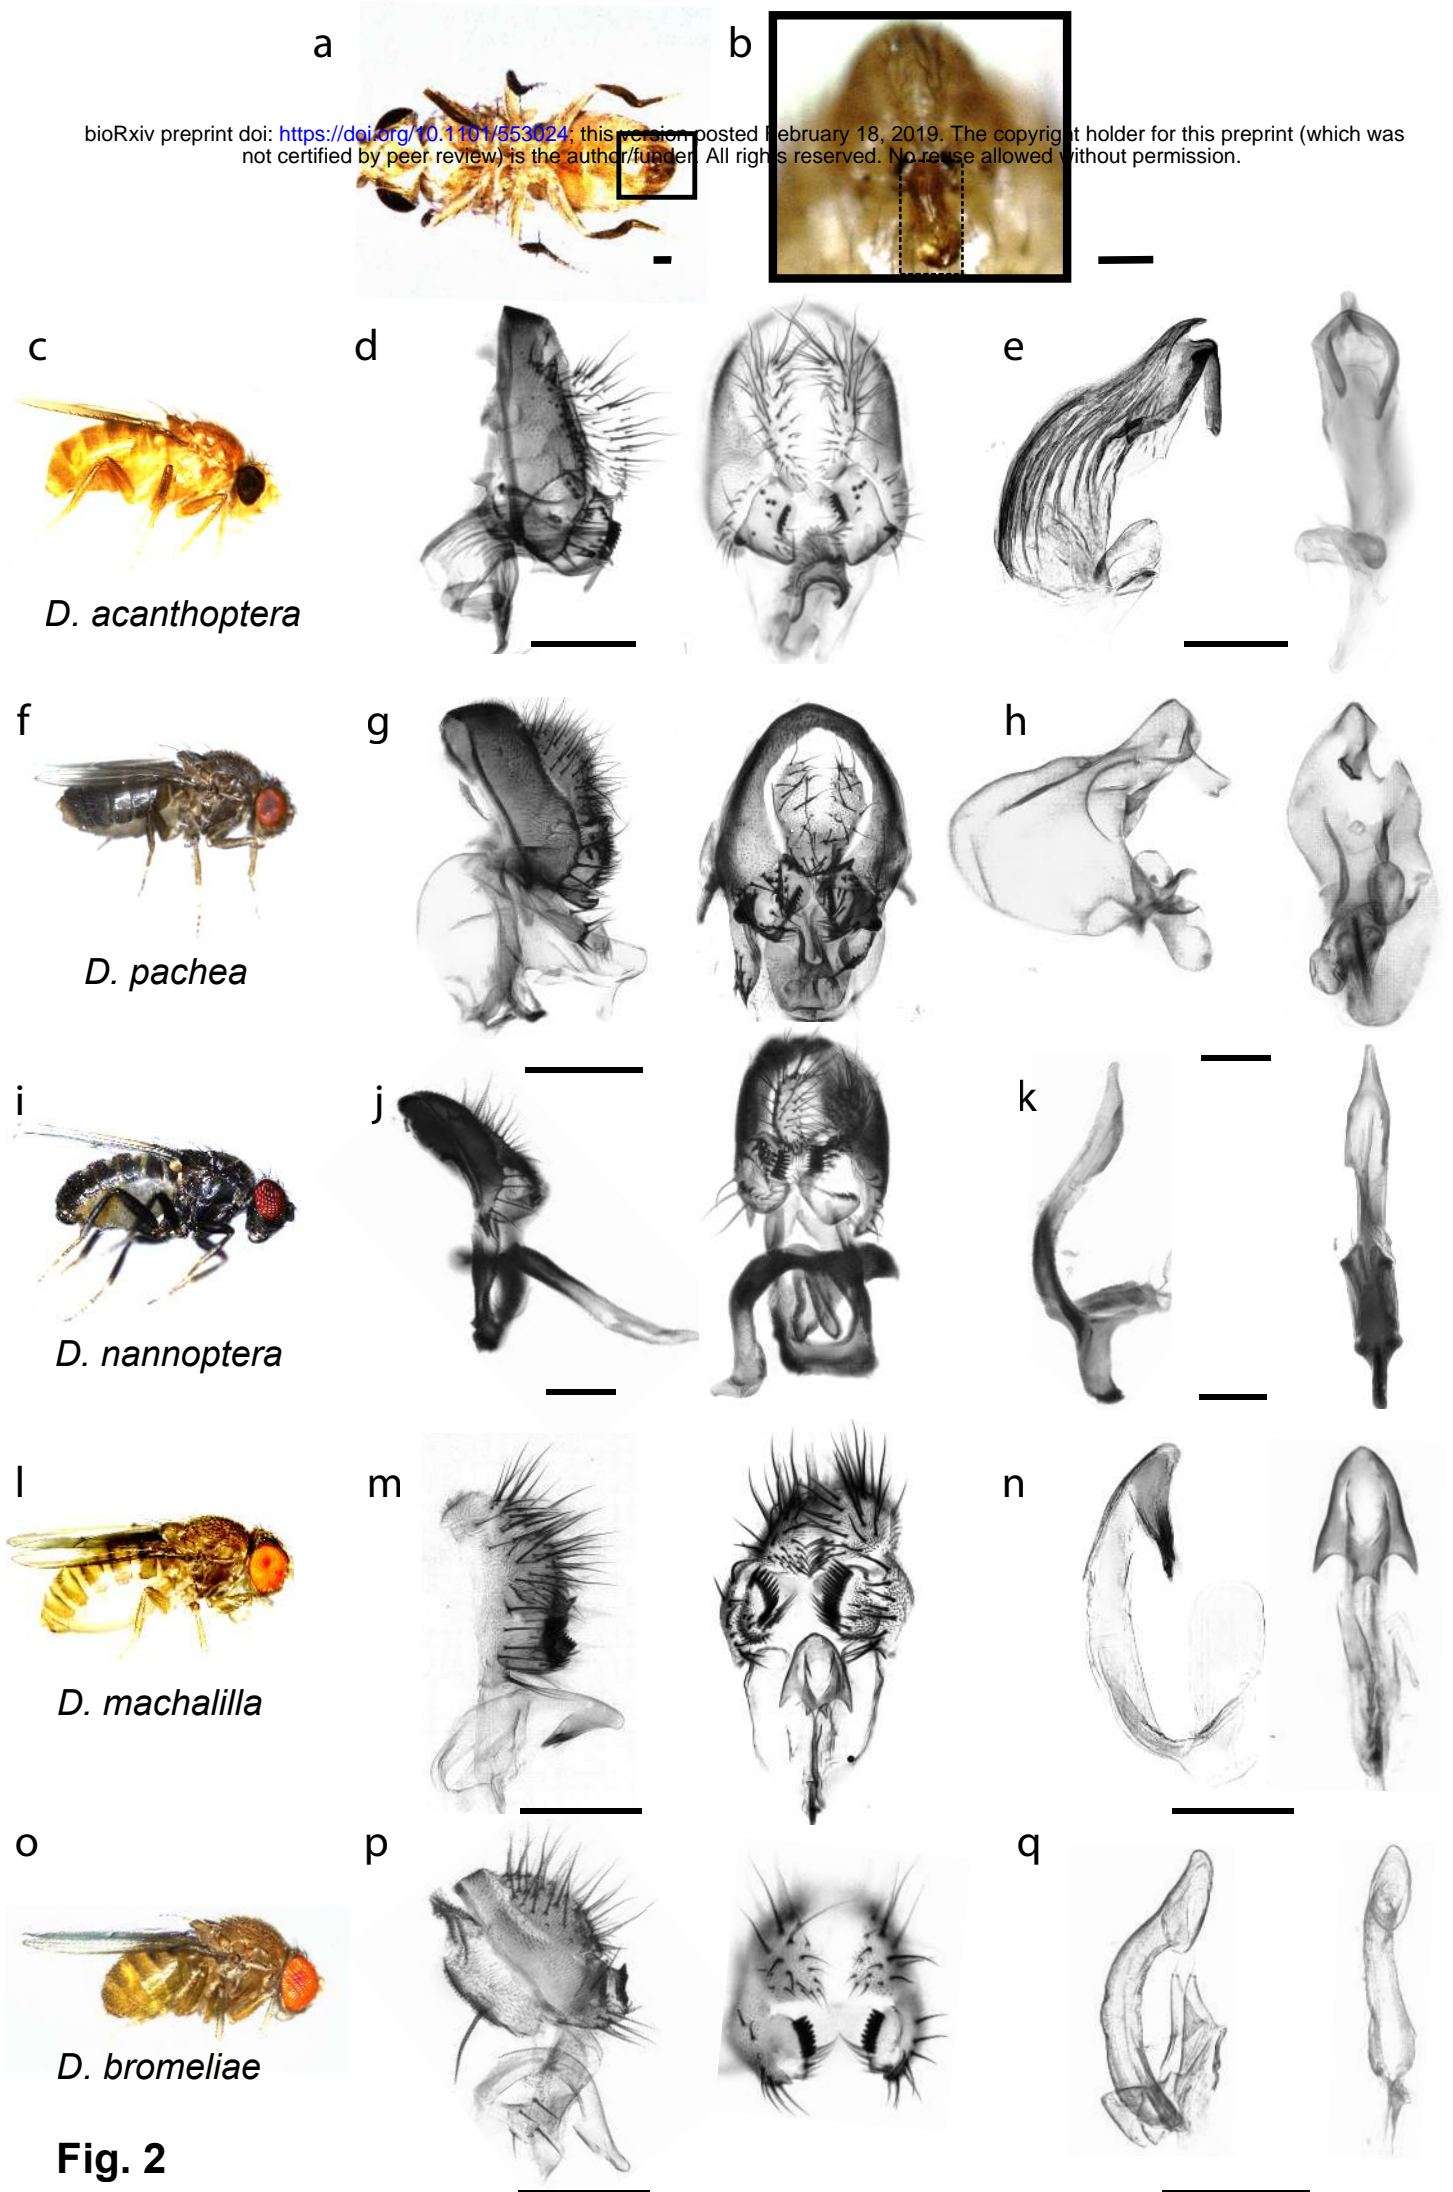 a
b
bioRxiv preprint doi: https://doi.org/10.1101/553024; this version posted February 18, 2019. The copyright holder for this preprint (which was
not certified by peer review) is the author/funder. All rights reserved. No reuse allowed without permission.
c
d
e
D. acanthoptera
f
g
h
D. pachea
i
j
k
D. nannoptera
l
m
n
D. machalilla
o
p
q
D. bromeliae
Fig. 2